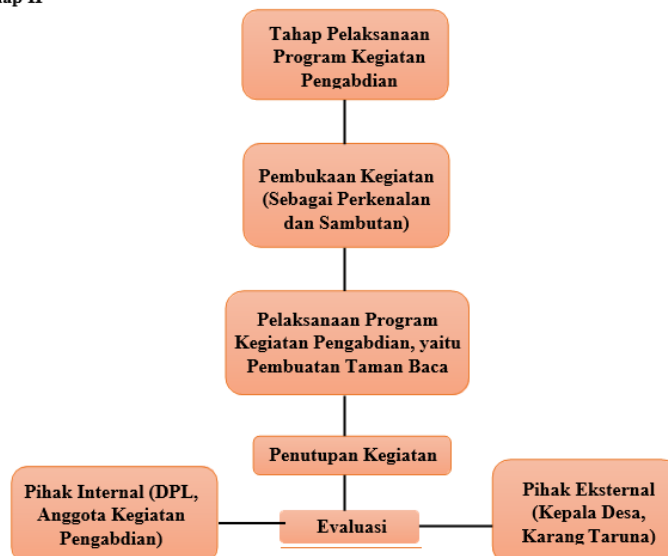 Tahap Pelaksanaan
Program Kegiatan
Pengabdian
Pembukaan Kegiatan
(Sebagai Perkenalan
dan Sambutan)
Pelaksanaan Program
Kegiatan Pengabdian, yaitu
Pembuatan Taman Baca
Penutupan Kegiatan
Pihak Internal (DPL,
Anggota Kegiatan
Pengabdian)
Evaluasi
Pihak Eksternal
(Kepala Desa,
Karang Taruna)